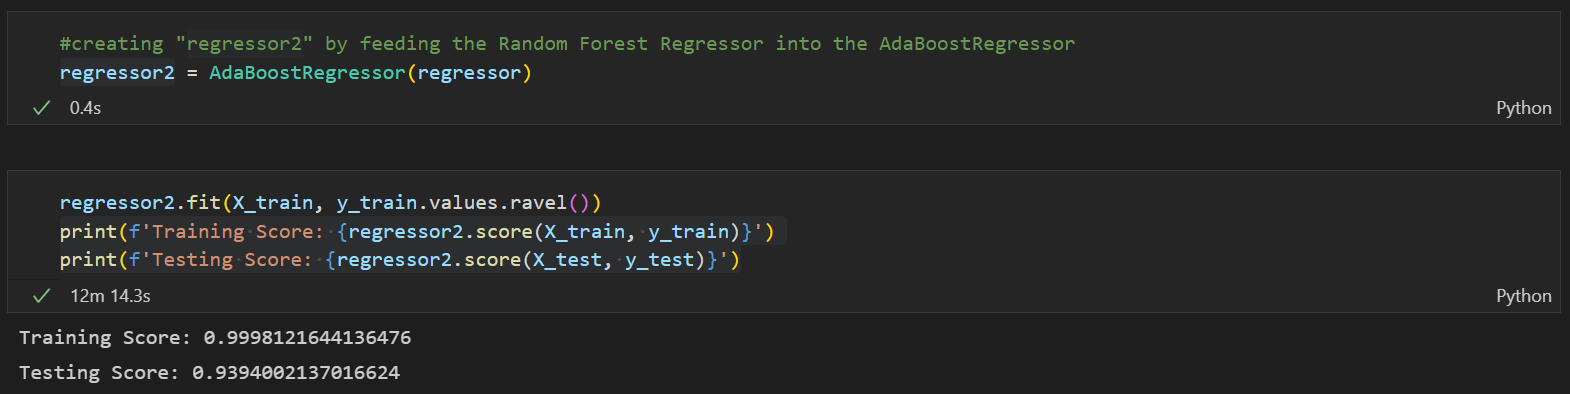 #creating "regressor2" by feeding the Random Forest Regressor into the AdaBoostRegressor
regressor2 = AdaBoostRegressor(regressor)
0.4s
Python
regressor2.fit(X_train, y_train.values.ravel())
print(f'Training Score: {regressor2.score(X_train, y_train)}')
print(f'Testing Score: {regressor2.score(X_test, y_test)}')
12m 14.3s
Python
Training Score: 0.9998121644136476
Testing Score: 0.9394002137016624